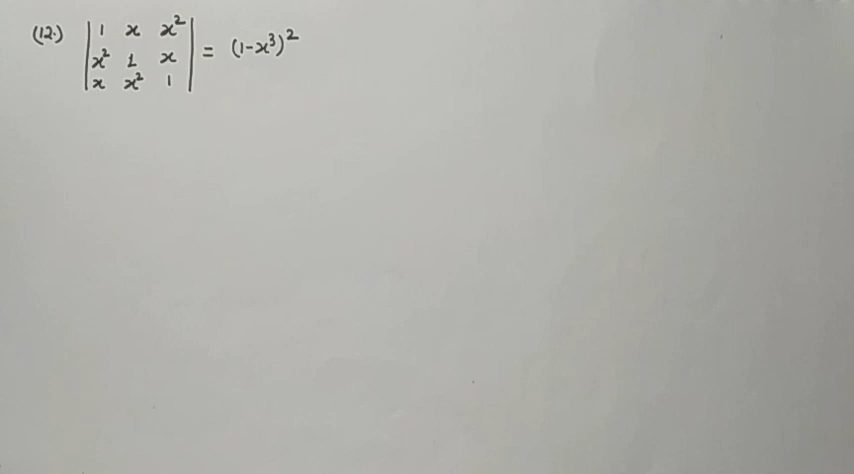 (12.) | 1 x x² |
| x² 1 x | = (1-x³)²
| x x² 1 |